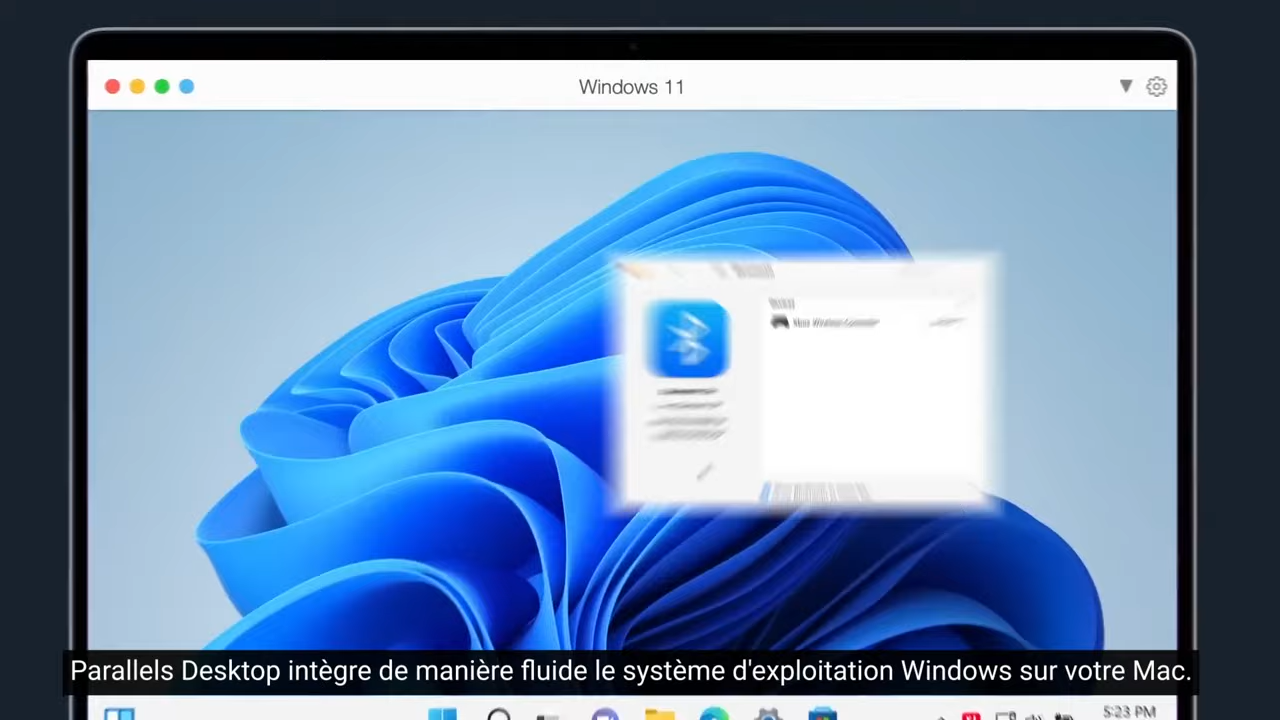 Windows 11
Parallels Desktop intègre de manière fluide le système d'exploitation Windows sur votre Mac.
5:23 PM